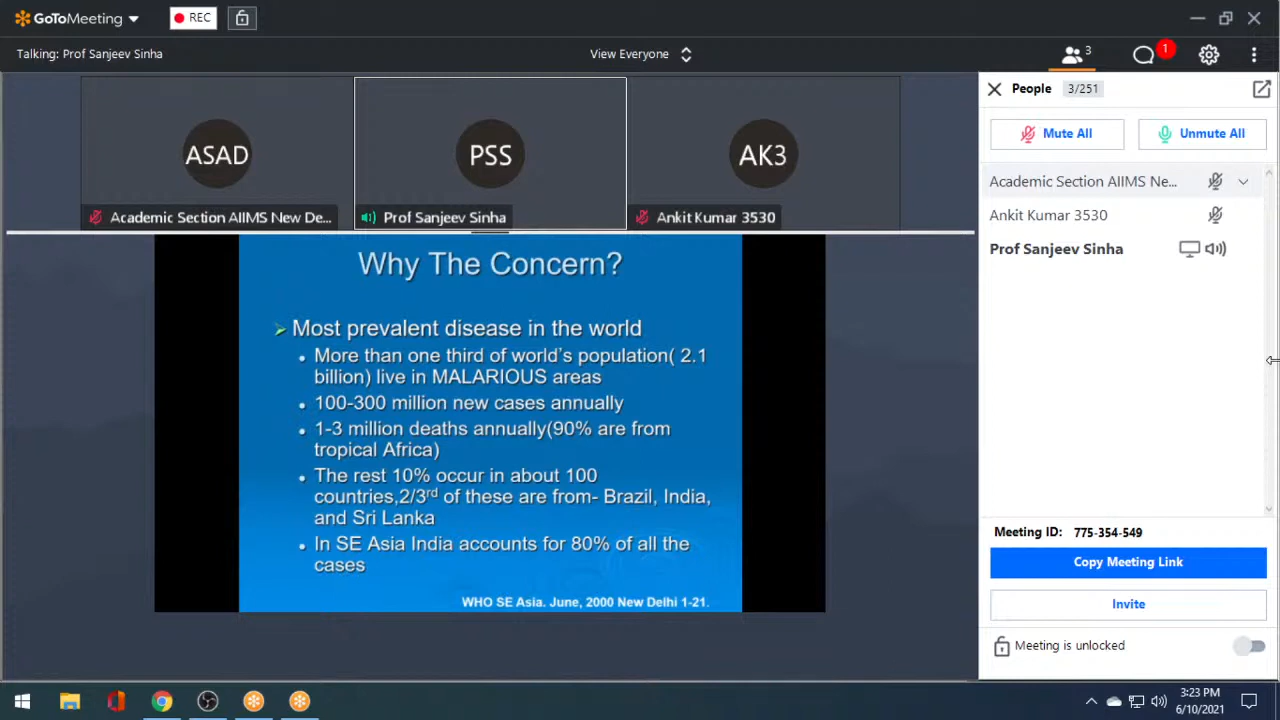 GoToMeeting
REC
Talking: Prof Sanjeev Sinha
View Everyone
3
1
People 3/251
Mute All
Unmute All
ASAD
PSS
AK3
Academic Section AIIMS New De...
Prof Sanjeev Sinha
Ankit Kumar 3530
Academic Section AIIMS Ne...
Ankit Kumar 3530
Prof Sanjeev Sinha
Why The Concern?
Most prevalent disease in the world
More than one third of world's population( 2.1
billion) live in MALARIOUS areas
100-300 million new cases annually
1-3 million deaths annually(90% are from
tropical Africa)
The rest 10% occur in about 100
countries,2/3rd of these are from- Brazil, India,
and Sri Lanka
In SE Asia India accounts for 80% of all the
cases
WHO SE Asia. June, 2000 New Delhi 1-21.
Meeting ID: 775-354-549
Copy Meeting Link
Invite
Meeting is unlocked
3:23 PM
6/10/2021